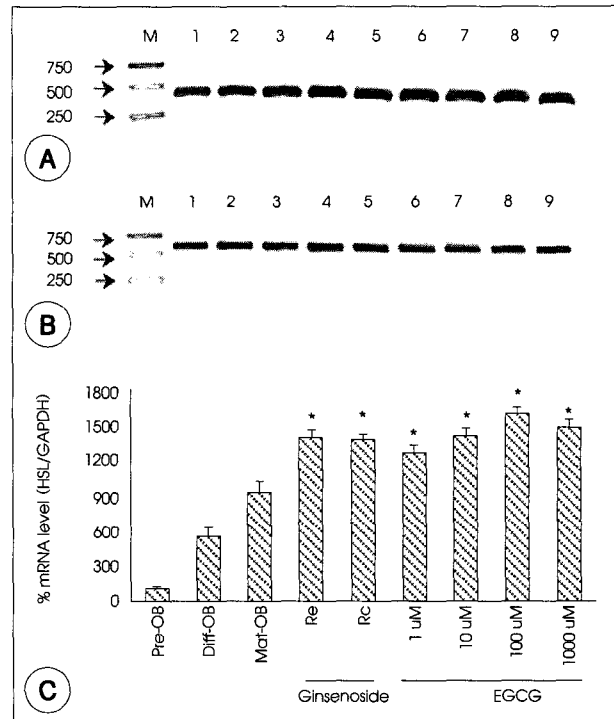 M 1 2 3 4 5 6 7 8 9
750
500
250
A
M 1 2 3 4 5 6 7 8 9
750
500
250
B
% mRNA level (HSL/GAPDH)
1800
1500
1200
900
600
300
0
* * * * * *
Pre-OB Diff-OB Mat-OB Re Rc 1 uM 10 uM 100 uM 1000 uM
Ginsenoside EGCG
C